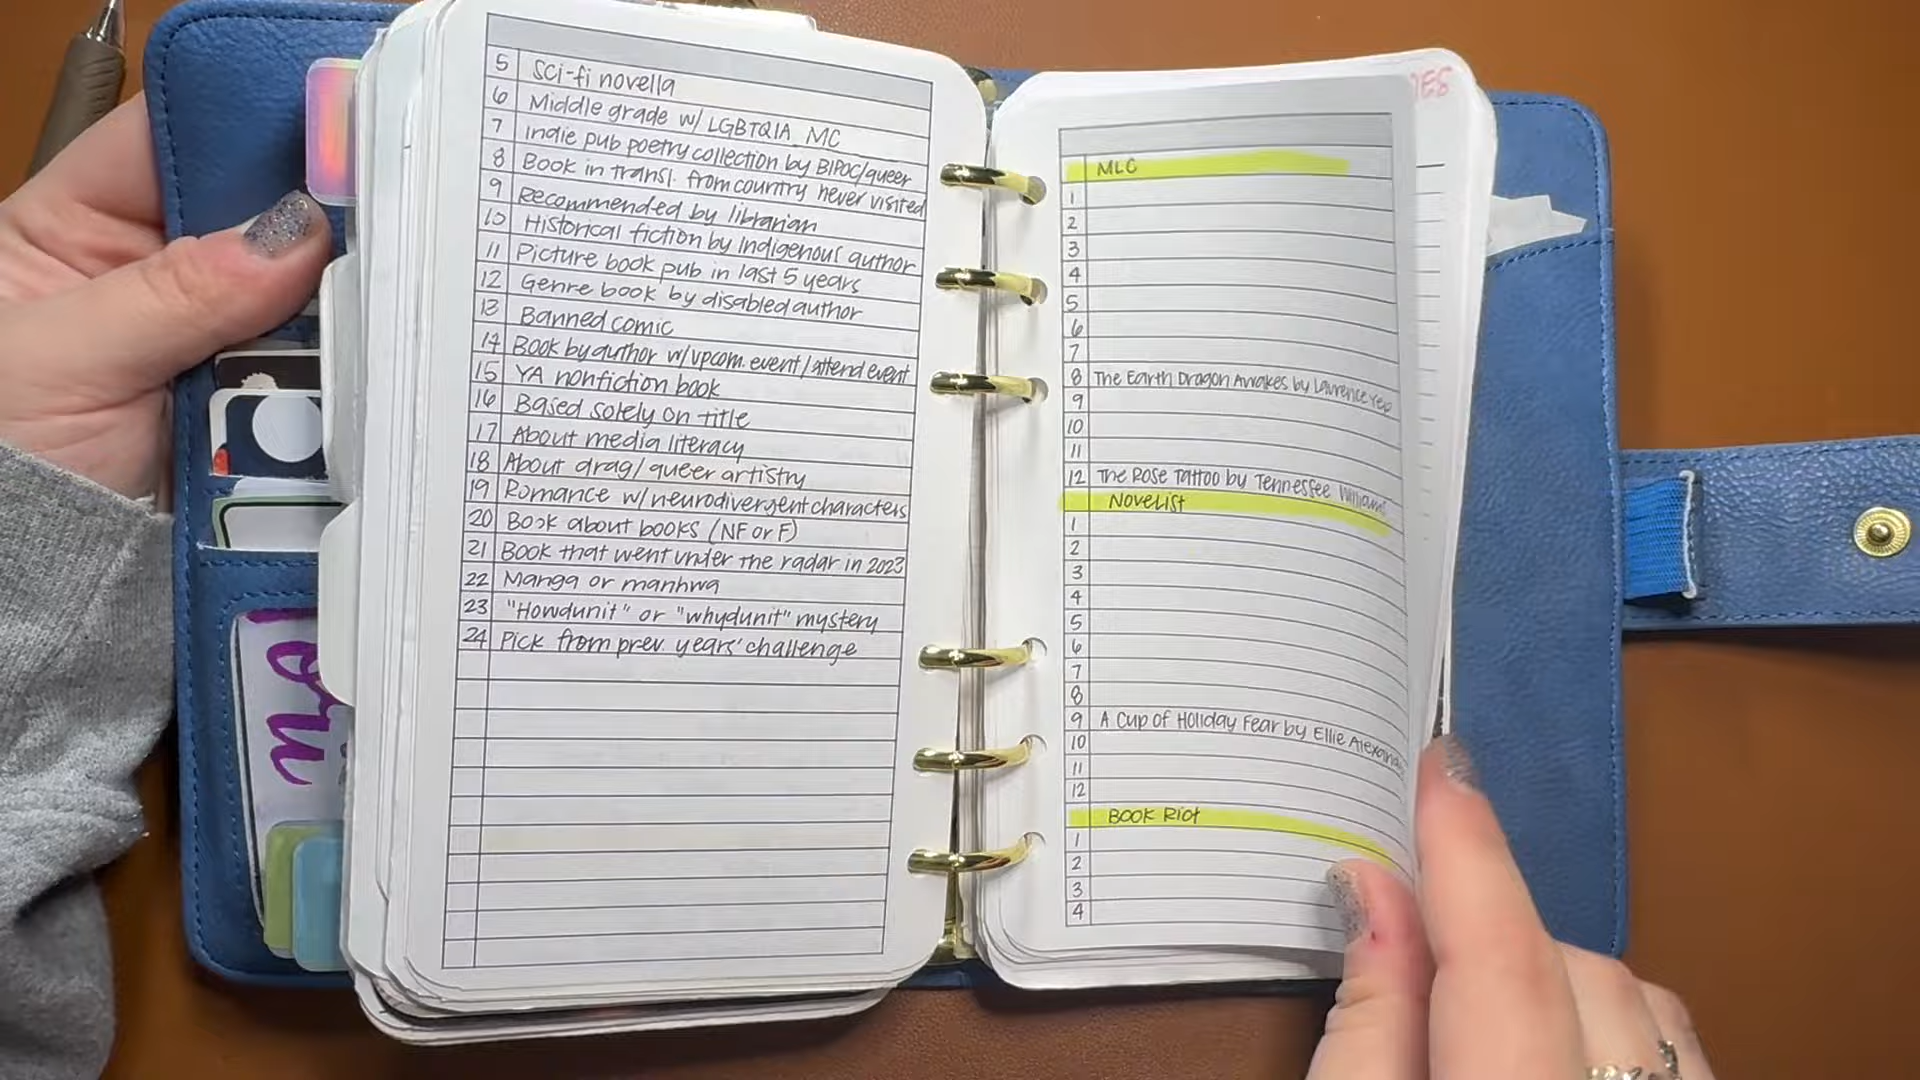 5 Sci-fi novella
6 Middle grade w/ LGBTQIA MC
7 Indie pub poetry collection by BIPOC/queer
8 Book in transl. from country never visited
9 Recommended by librarian
10 Historical fiction by Indigenous author
11 Picture book pub in last 5 years
12 Genre book by disabled author
13 Banned comic
14 Book by author w/upcom. event/attend event
15 YA nonfiction book
16 Based solely on title
17 About media literacy
18 About drag/queer artistry
19 Romance w/neurodivergent characters
20 Book about books (NF or F)
21 Book that went under the radar in 2023
22 Manga or manhwa
23 "Howdunit" or "whydunit" mystery
24 Pick from prev. years' challenge
MLC
1
2
3
4
5
6
7
8 The Earth Dragon Awakes by Laurence Yep
9
10
11
12 The Rose Tattoo by Tennessee Williams
NoveList
1
2
3
4
5
6
7
8
9 A Cup of Holiday Fear by Ellie Alexander
10
11
12
Book Riot
1
2
3
4